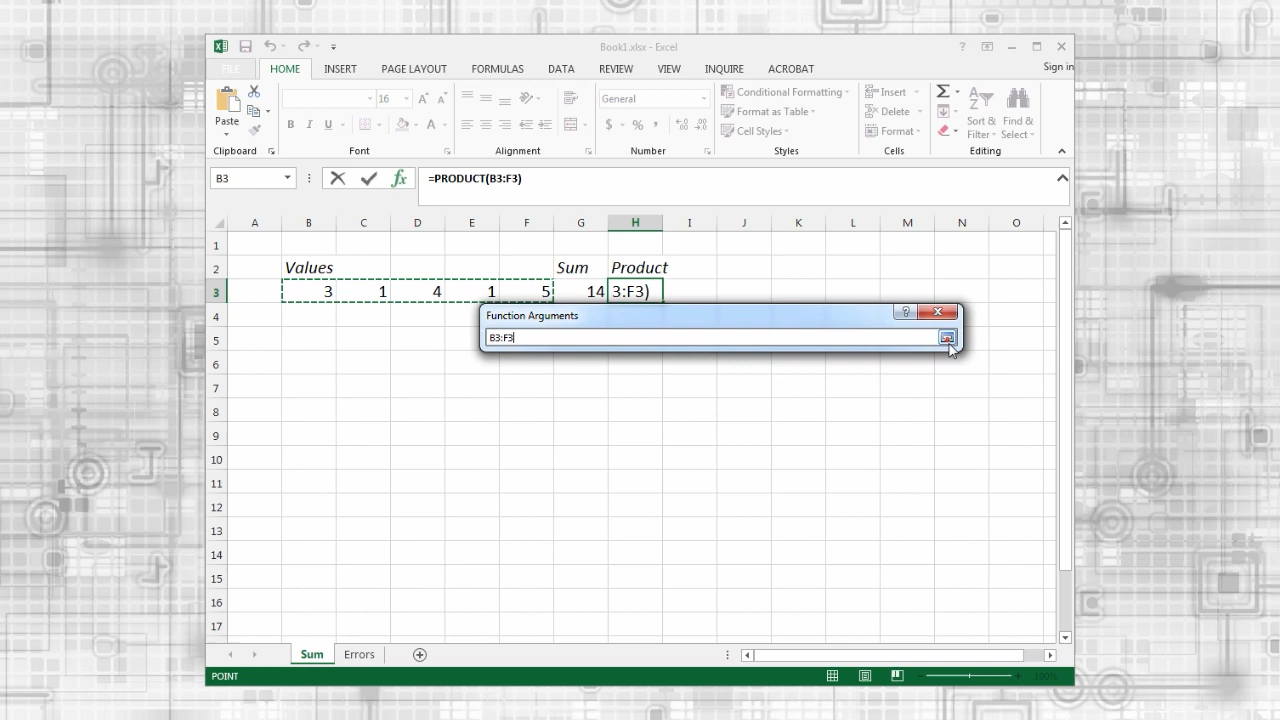 Book1.xlsx - Excel
?
FILE HOME INSERT PAGE LAYOUT FORMULAS DATA REVIEW VIEW INQUIRE ACROBAT Sign in
Paste
16 A A
B I U A
General
$ % ,
Conditional Formatting
Format as Table
Cell Styles
Insert
Delete
Format
Sort & Filter
Find & Select
Clipboard Font Alignment Number Styles Cells Editing
B3 fx =PRODUCT(B3:F3)
A B C D E F G H I J K L M N O
1
2 Values Sum Product
3 3 1 4 1 5 14 3:F3)
4
Function Arguments ?
5
B3:F3
6
7
8
9
10
11
12
13
14
15
16
17
Sum Errors
POINT 100%